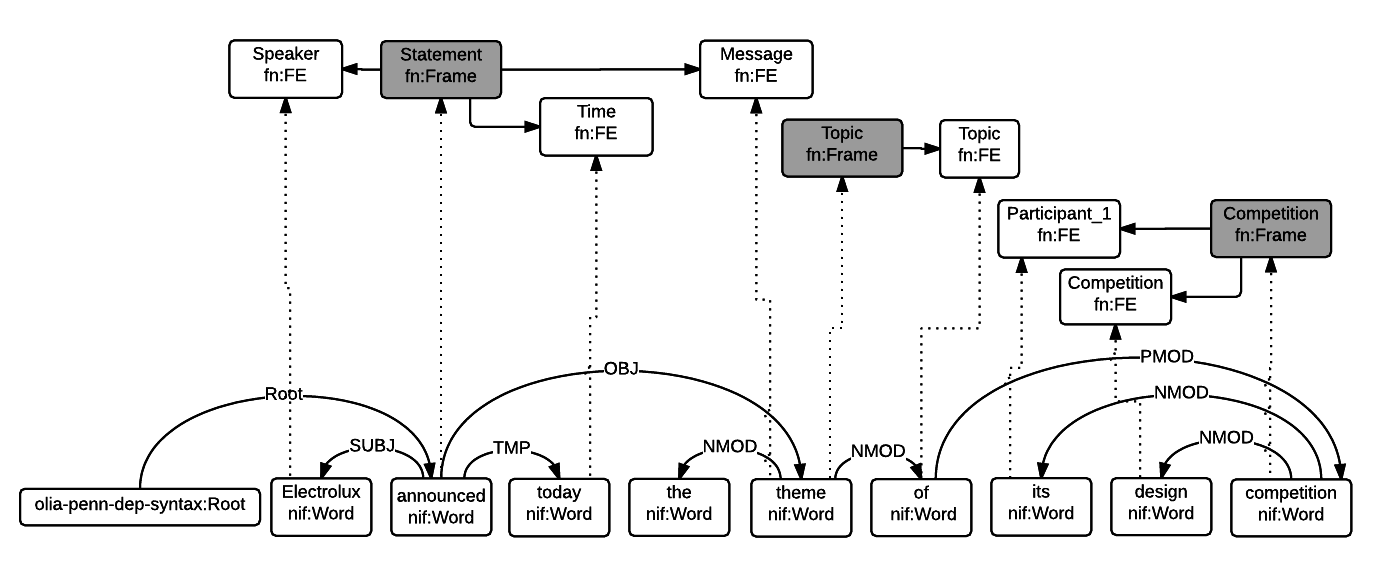 Speaker
fn:FE
Statement
fn:Frame
Message
fn:FE
Time
fn:FE
Topic
fn:Frame
Topic
fn:FE
Participant_1
fn:FE
Competition
fn:Frame
Competition
fn:FE
PMOD
OBJ
Root
NMOD
SUBJ
TMP
NMOD
NMOD
NMOD
olia-penn-dep-syntax:Root
Electrolux
nif:Word
announced
nif:Word
today
nif:Word
the
nif:Word
theme
nif:Word
of
nif:Word
its
nif:Word
design
nif:Word
competition
nif:Word